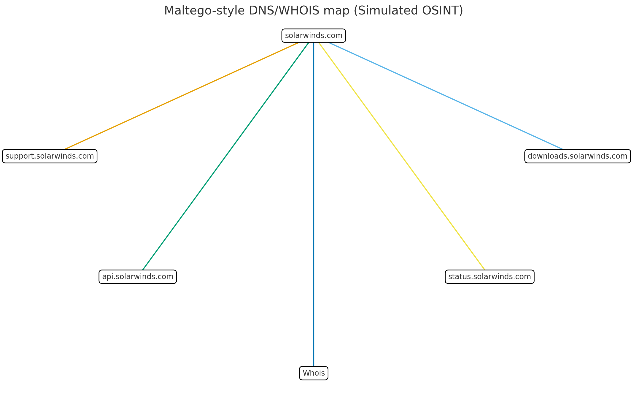 Maltego-style DNS/WHOIS map (Simulated OSINT)
solarwinds.com
support.solarwinds.com
downloads.solarwinds.com
api.solarwinds.com
status.solarwinds.com
Whois